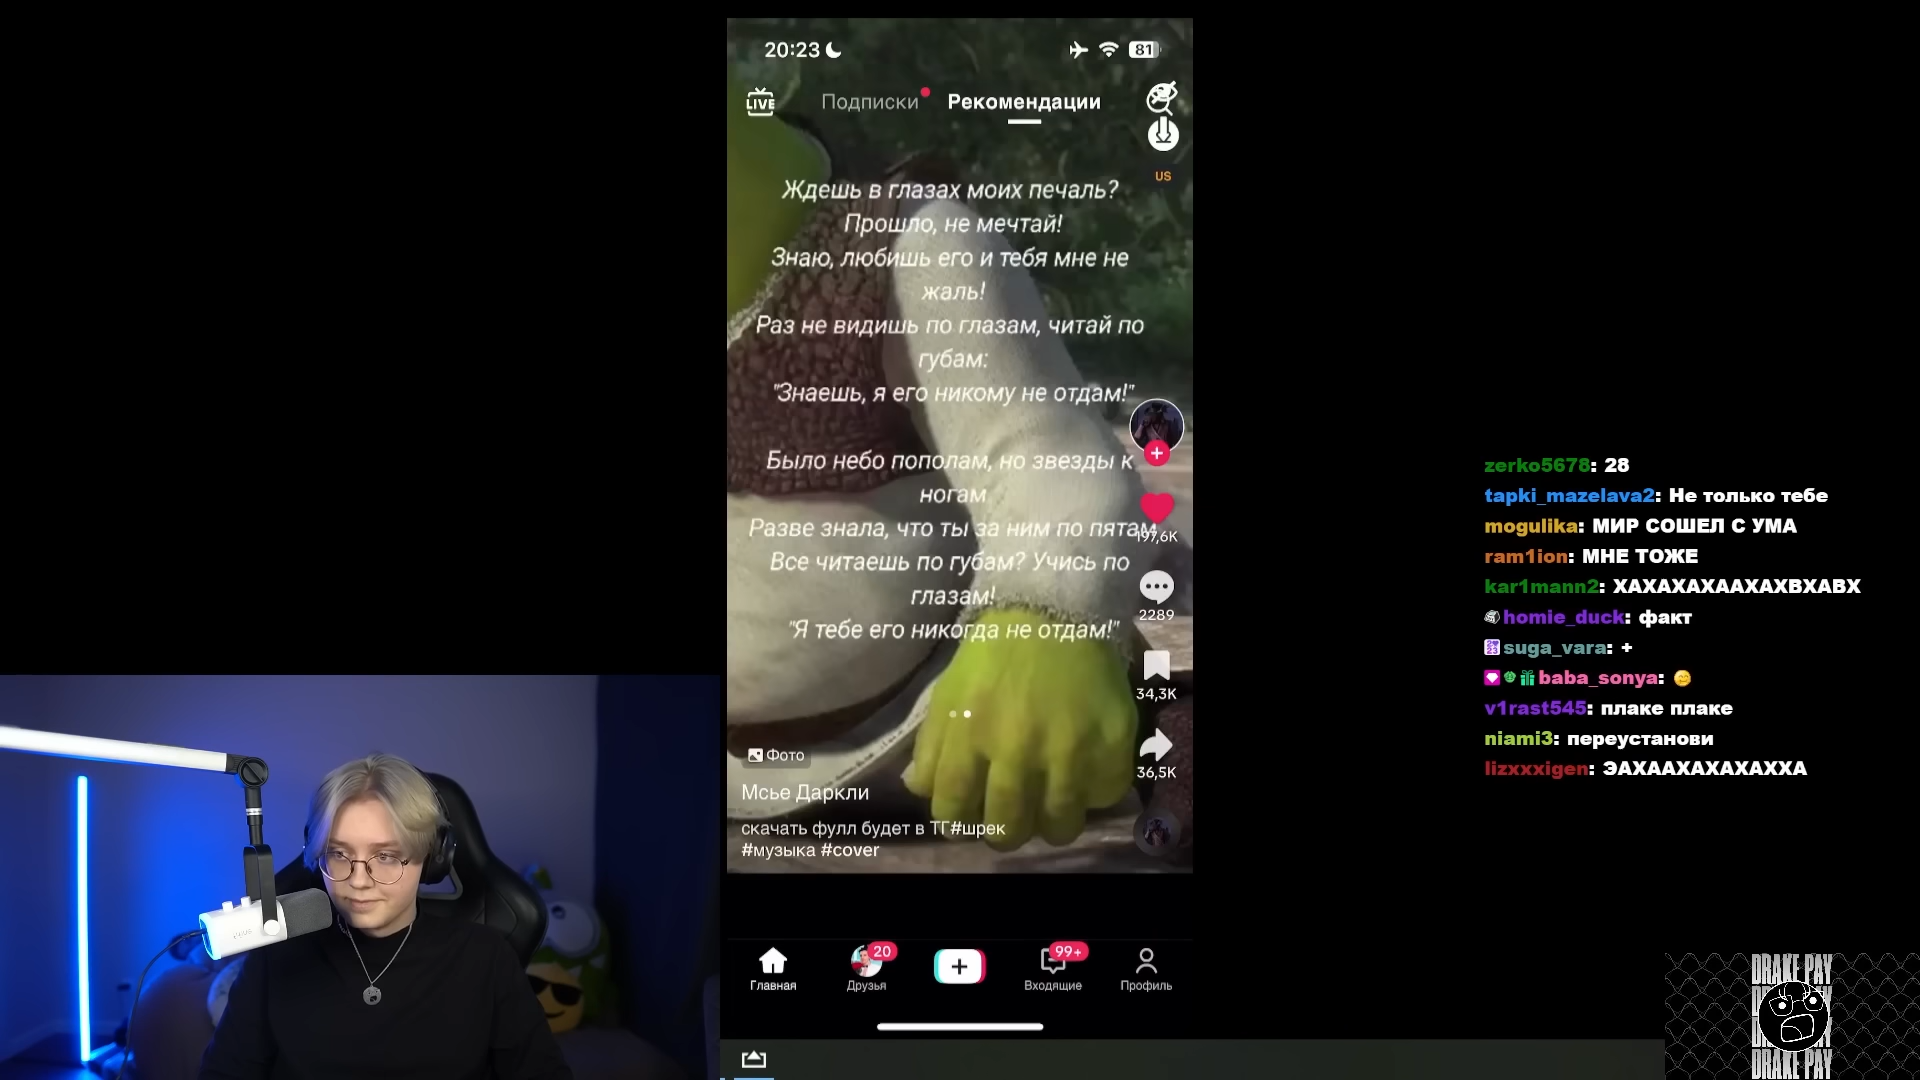 20:23
81
LIVE
Подписки
Рекомендации
US
Ждешь в глазах моих печаль?
Прошло, не мечтай!
Знаю, любишь его и тебя мне не
жаль!
Раз не видишь по глазам, читай по
губам:
"Знаешь, я его никому не отдам!"
Было небо пополам, но звезды к
ногам
Разве знала, что ты за ним по пятам
Все читаешь по губам? Учись по
глазам!
"Я тебе его никогда не отдам!"
197,6K
2289
34,3K
36,5K
Фото
Мсье Даркли
скачать фулл будет в ТГ#шрек
#музыка #cover
20
99+
Главная
Друзья
Входящие
Профиль
zerko5678: 28
tapki_mazelava2: Не только тебе
mogulika: МИР СОШЕЛ С УМА
ram1ion: МНЕ ТОЖЕ
kar1mann2: ХАХАХАХААХАХВХАВХ
homie_duck: факт
suga_vara: +
baba_sonya:
v1rast545: плаке плаке
niami3: переустанови
lizxxxigen: ЭАХААХАХАХАХХА
DRAKE PAY
DRAKE PAY